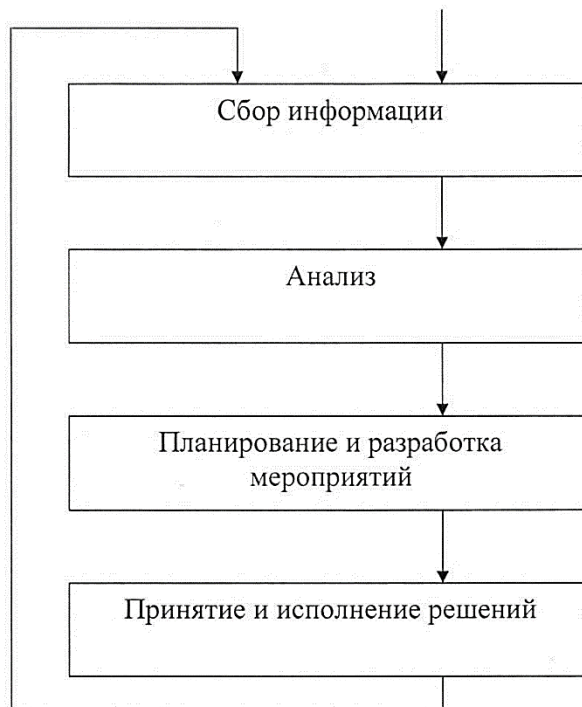 Сбор информации
Анализ
Планирование и разработка
мероприятий
Принятие и исполнение решений